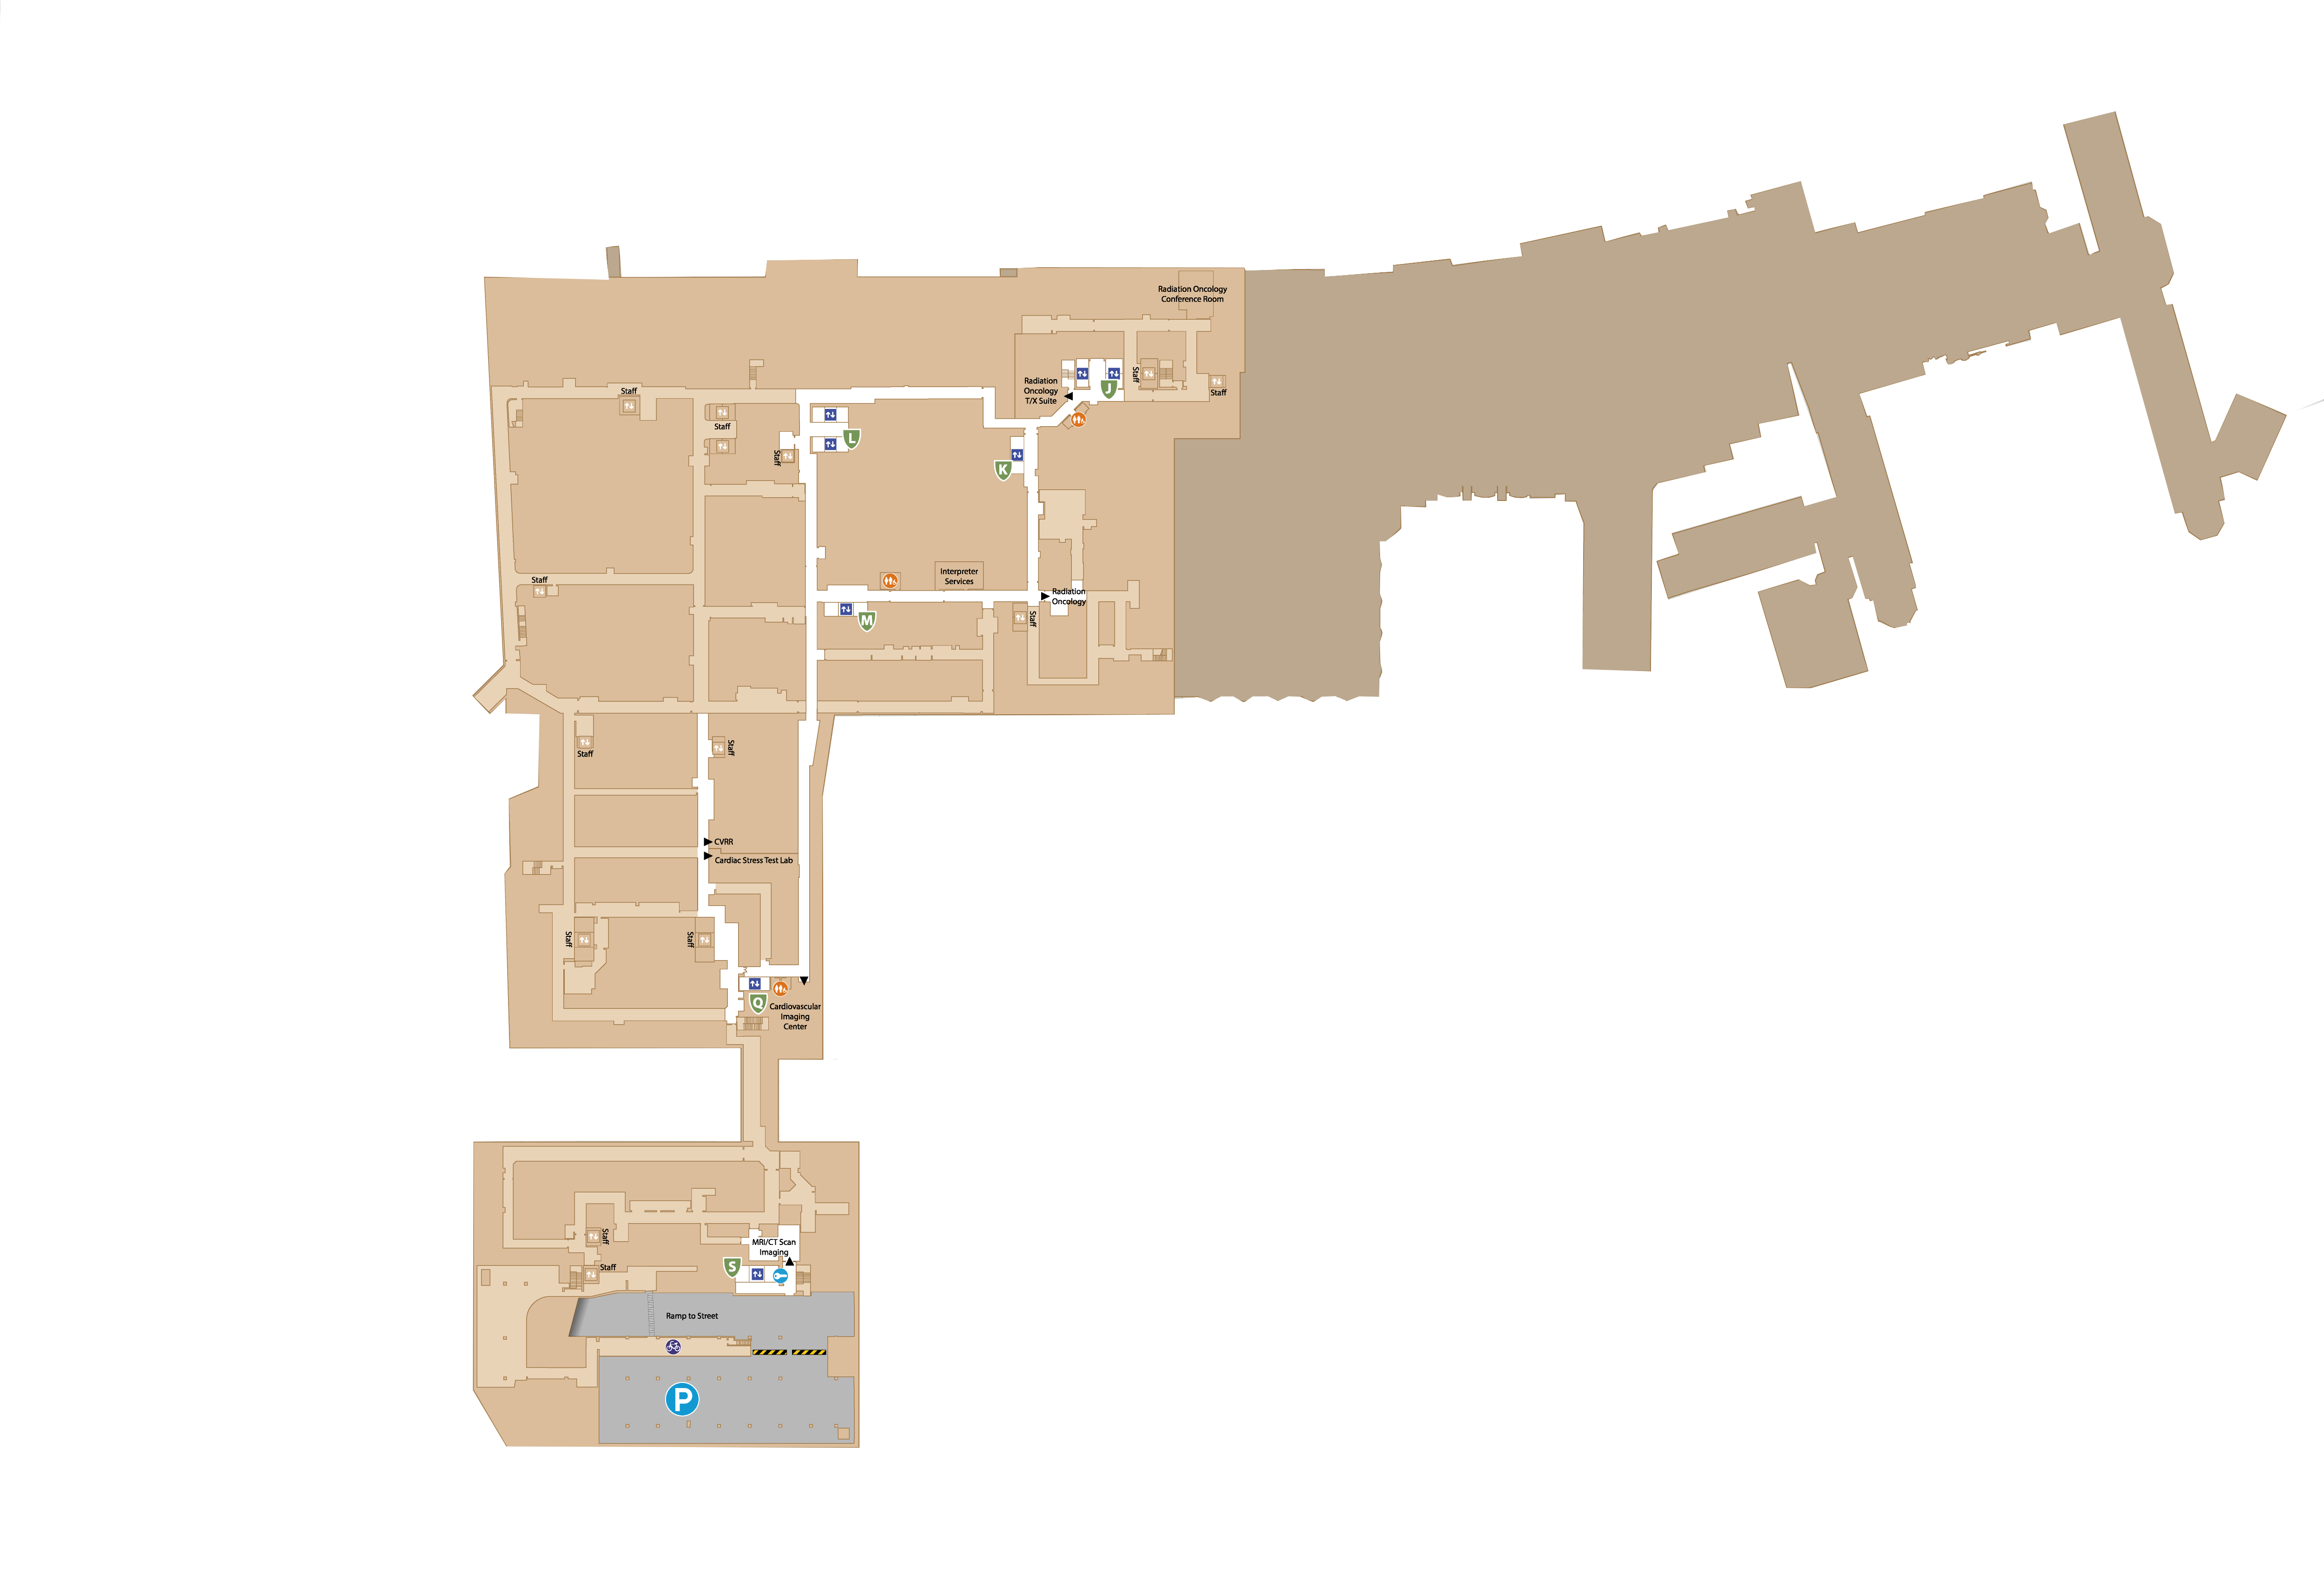 Radiation Oncology
Conference Room
Staff
Radiation
Oncology
T/X Suite
J
Staff
Staff
Staff
Staff
L
K
Staff
Interpreter
Services
M
Radiation
Oncology
Staff
Staff
Staff
Staff
CVRR
Cardiac Stress Test Lab
Staff
Staff
Q
Cardiovascular
Imaging
Center
Staff
MRI/CT Scan
Imaging
S
Staff
Ramp to Street
P